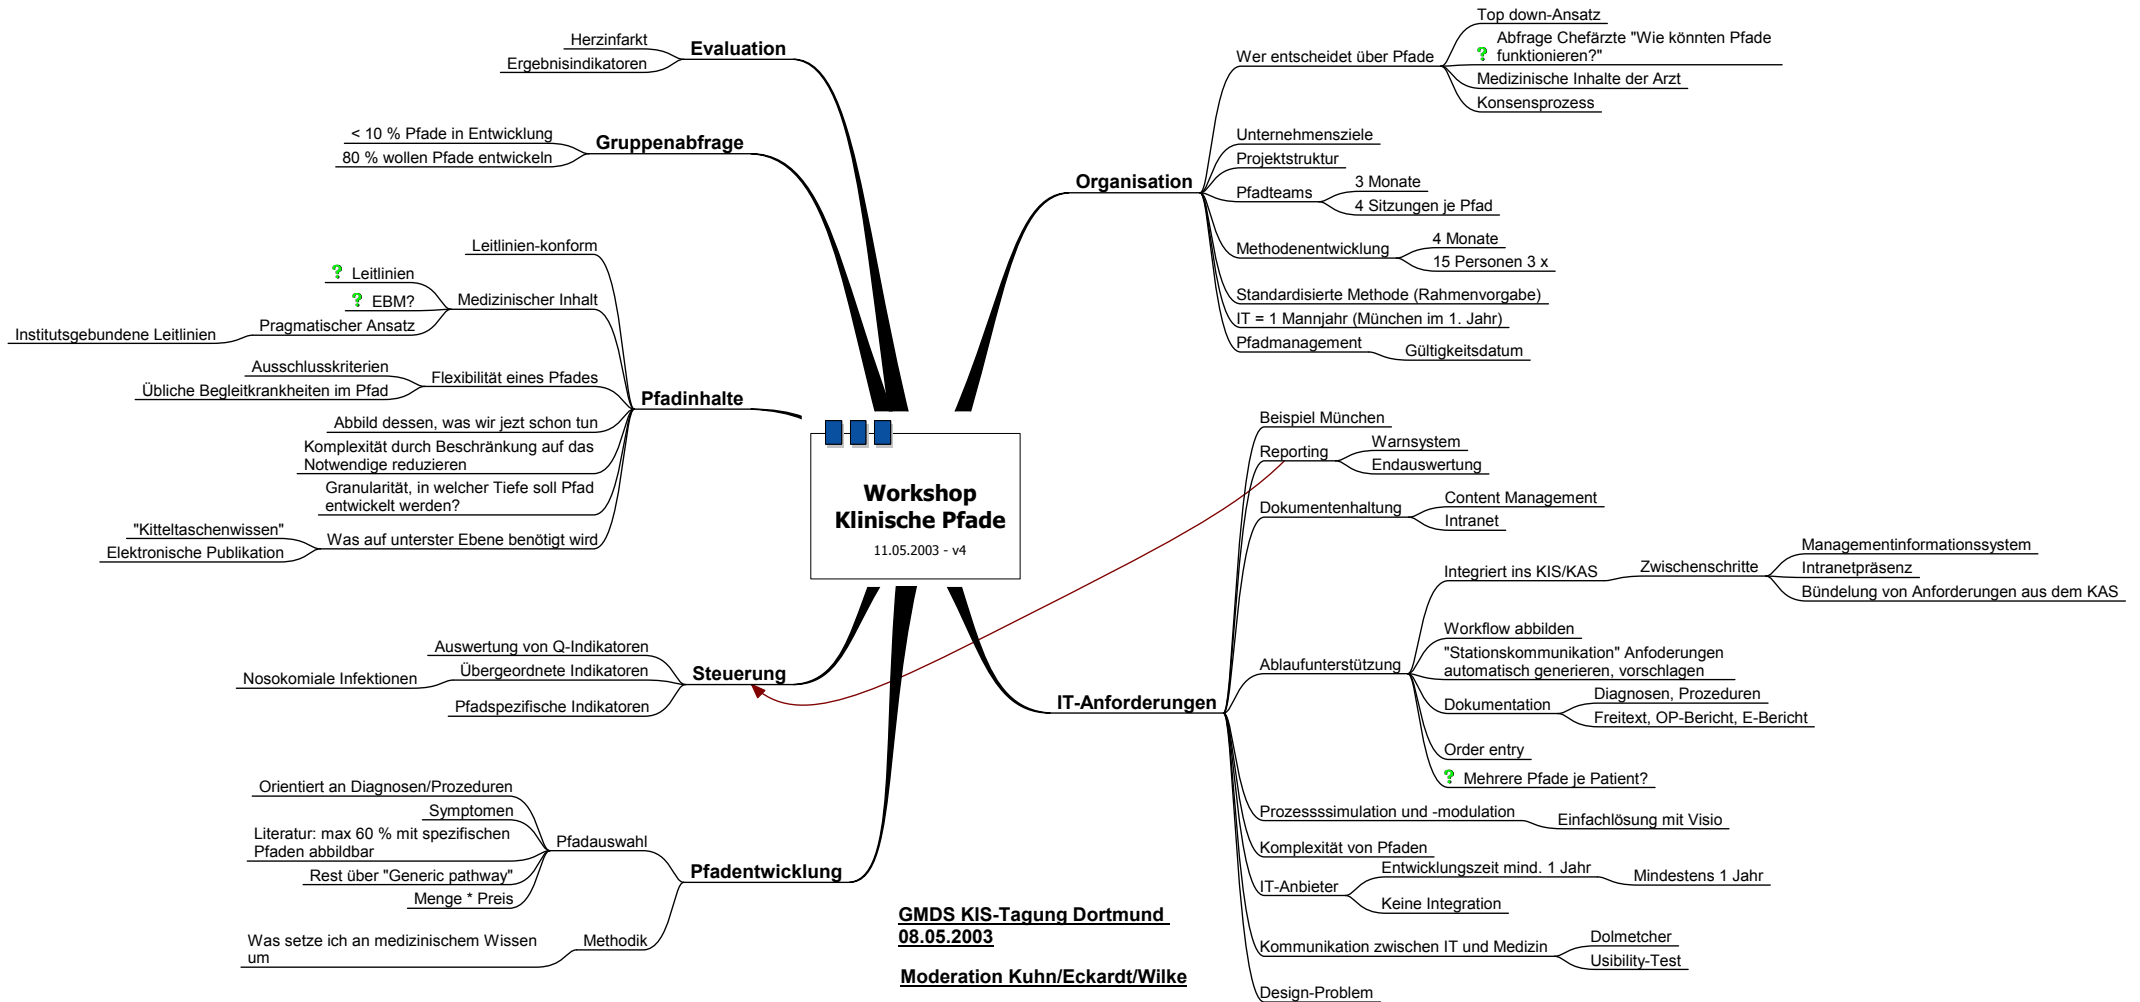 Workshop
Klinische Pfade
11.05.2003 - v4
Organisation
Wer entscheidet über Pfade
Top down-Ansatz
? Abfrage Chefärzte "Wie könnten Pfade
funktionieren?"
Medizinische Inhalte der Arzt
Konsensprozess
Unternehmensziele
Projektstruktur
Pfadteams
3 Monate
4 Sitzungen je Pfad
Methodenentwicklung
4 Monate
15 Personen 3 x
Standardisierte Methode (Rahmenvorgabe)
IT = 1 Mannjahr (München im 1. Jahr)
Pfadmanagement
Gültigkeitsdatum
IT-Anforderungen
Beispiel München
Reporting
Warnsystem
Endauswertung
Dokumentenhaltung
Content Management
Intranet
Ablaufunterstützung
Integriert ins KIS/KAS
Zwischenschritte
Managementinformationssystem
Intranetpräsenz
Bündelung von Anforderungen aus dem KAS
Workflow abbilden
"Stationskommunikation" Anfoderungen
automatisch generieren, vorschlagen
Dokumentation
Diagnosen, Prozeduren
Freitext, OP-Bericht, E-Bericht
Order entry
? Mehrere Pfade je Patient?
Prozessssimulation und -modulation
Einfachlösung mit Visio
Komplexität von Pfaden
IT-Anbieter
Entwicklungszeit mind. 1 Jahr
Mindestens 1 Jahr
Keine Integration
Kommunikation zwischen IT und Medizin
Dolmetcher
Usibility-Test
Design-Problem
Evaluation
Herzinfarkt
Ergebnisindikatoren
Gruppenabfrage
< 10 % Pfade in Entwicklung
80 % wollen Pfade entwickeln
Pfadinhalte
Leitlinien-konform
Medizinischer Inhalt
? Leitlinien
? EBM?
Pragmatischer Ansatz
Institutsgebundene Leitlinien
Flexibilität eines Pfades
Ausschlusskriterien
Übliche Begleitkrankheiten im Pfad
Abbild dessen, was wir jezt schon tun
Komplexität durch Beschränkung auf das
Notwendige reduzieren
Granularität, in welcher Tiefe soll Pfad
entwickelt werden?
Was auf unterster Ebene benötigt wird
"Kitteltaschenwissen"
Elektronische Publikation
Steuerung
Auswertung von Q-Indikatoren
Übergeordnete Indikatoren
Nosokomiale Infektionen
Pfadspezifische Indikatoren
Pfadentwicklung
Pfadauswahl
Orientiert an Diagnosen/Prozeduren
Symptomen
Literatur: max 60 % mit spezifischen
Pfaden abbildbar
Rest über "Generic pathway"
Menge * Preis
Methodik
Was setze ich an medizinischem Wissen
um
GMDS KIS-Tagung Dortmund
08.05.2003
Moderation Kuhn/Eckardt/Wilke